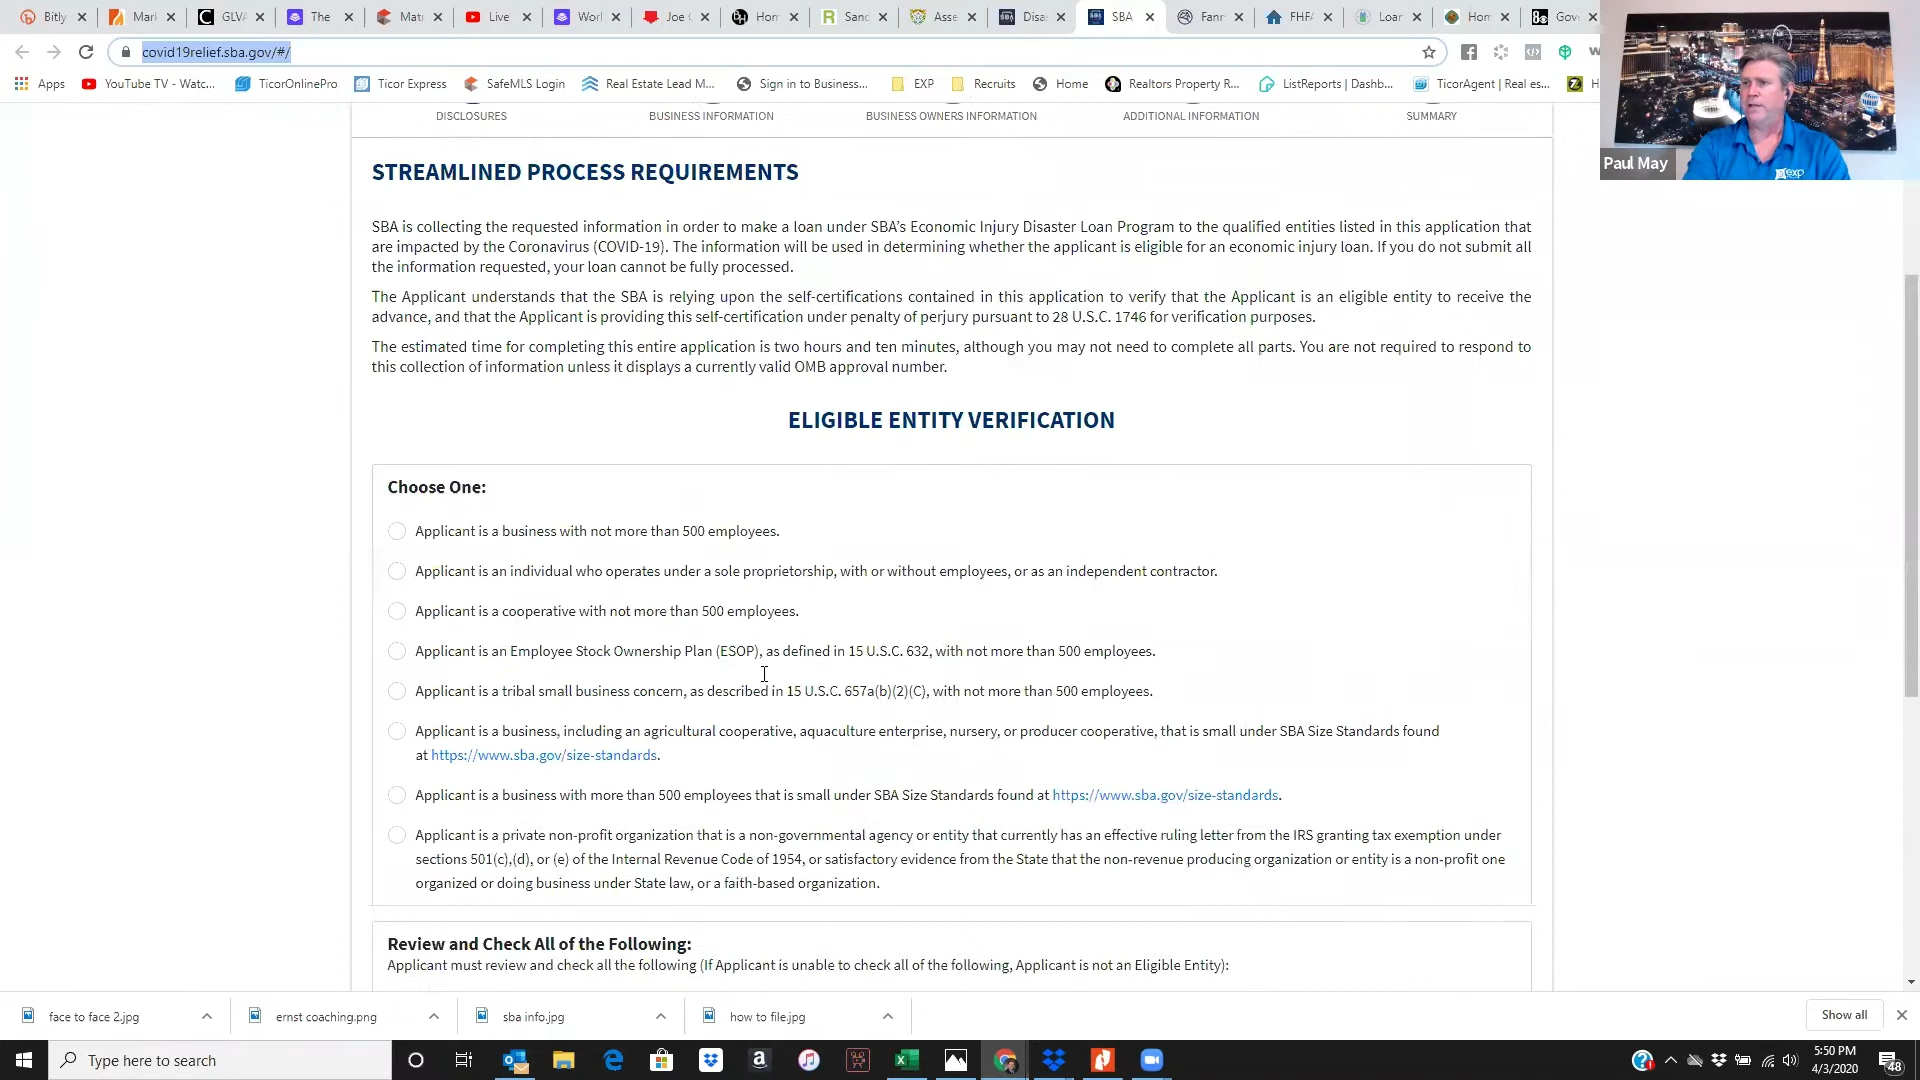 Bitly
Mark
GLVA
The
Matr
Live
Worl
Joe C
Hom
Sanc
Asse
Disas
SBA
Fann
FHFA
Loan
Hom
Gove
covid19relief.sba.gov/#/
Apps
YouTube TV - Watc...
TicorOnlinePro
Ticor Express
SafeMLS Login
Real Estate Lead M...
Sign in to Business...
EXP
Recruits
Home
Realtors Property R...
ListReports | Dashb...
TicorAgent | Real es...
exp
Paul May
DISCLOSURES
BUSINESS INFORMATION
BUSINESS OWNERS INFORMATION
ADDITIONAL INFORMATION
SUMMARY
STREAMLINED PROCESS REQUIREMENTS
SBA is collecting the requested information in order to make a loan under SBA's Economic Injury Disaster Loan Program to the qualified entities listed in this application that
are impacted by the Coronavirus (COVID-19). The information will be used in determining whether the applicant is eligible for an economic injury loan. If you do not submit all
the information requested, your loan cannot be fully processed.
The Applicant understands that the SBA is relying upon the self-certifications contained in this application to verify that the Applicant is an eligible entity to receive the
advance, and that the Applicant is providing this self-certification under penalty of perjury pursuant to 28 U.S.C. 1746 for verification purposes.
The estimated time for completing this entire application is two hours and ten minutes, although you may not need to complete all parts. You are not required to respond to
this collection of information unless it displays a currently valid OMB approval number.
ELIGIBLE ENTITY VERIFICATION
Choose One:
Applicant is a business with not more than 500 employees.
Applicant is an individual who operates under a sole proprietorship, with or without employees, or as an independent contractor.
Applicant is a cooperative with not more than 500 employees.
Applicant is an Employee Stock Ownership Plan (ESOP), as defined in 15 U.S.C. 632, with not more than 500 employees.
Applicant is a tribal small business concern, as described in 15 U.S.C. 657a(b)(2)(C), with not more than 500 employees.
Applicant is a business, including an agricultural cooperative, aquaculture enterprise, nursery, or producer cooperative, that is small under SBA Size Standards found
at https://www.sba.gov/size-standards.
Applicant is a business with more than 500 employees that is small under SBA Size Standards found at https://www.sba.gov/size-standards.
Applicant is a private non-profit organization that is a non-governmental agency or entity that currently has an effective ruling letter from the IRS granting tax exemption under
sections 501(c),(d), or (e) of the Internal Revenue Code of 1954, or satisfactory evidence from the State that the non-revenue producing organization or entity is a non-profit one
organized or doing business under State law, or a faith-based organization.
Review and Check All of the Following:
Applicant must review and check all the following (If Applicant is unable to check all of the following, Applicant is not an Eligible Entity):
face to face 2.jpg
ernst coaching.png
sba info.jpg
how to file.jpg
Show all
Type here to search
5:50 PM
4/3/2020
48